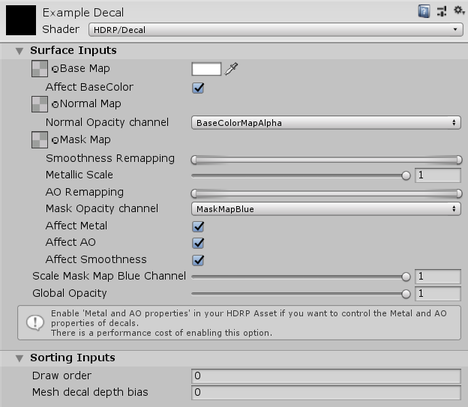 Example Decal
Shader HDRP/Decal
Surface Inputs
Base Map
Affect BaseColor
Normal Map
Normal Opacity channel BaseColorMapAlpha
Mask Map
Smoothness Remapping
Metallic Scale 1
AO Remapping
Mask Opacity channel MaskMapBlue
Affect Metal
Affect AO
Affect Smoothness
Scale Mask Map Blue Channel 1
Global Opacity 1
Enable 'Metal and AO properties' in your HDRP Asset if you want to control the Metal and AO
properties of decals.
There is a performance cost of enabling this option.
Sorting Inputs
Draw order 0
Mesh decal depth bias 0